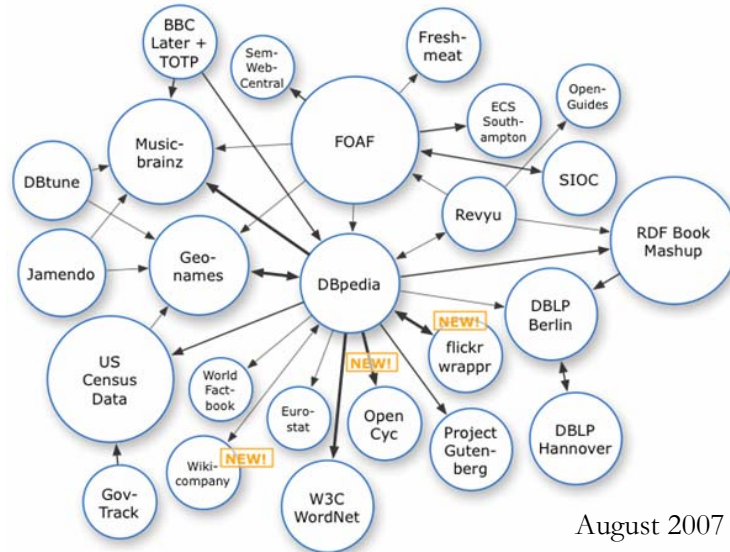 BBC
Later +
TOTP
Sem-
Web-
Central
Fresh-
meat
Open-
Guides
ECS
South-
ampton
FOAF
Music-
brainz
DBtune
SIOC
Revyu
RDF Book
Mashup
Geo-
names
Jamendo
DBpedia
DBLP
Berlin
NEW!
flickr
wrappr
US
Census
Data
NEW!
World
Fact-
book
Euro-
stat
Open
Cyc
Project
Guten-
berg
DBLP
Hannover
Wiki-
company
NEW!
Gov-
Track
W3C
WordNet
August 2007